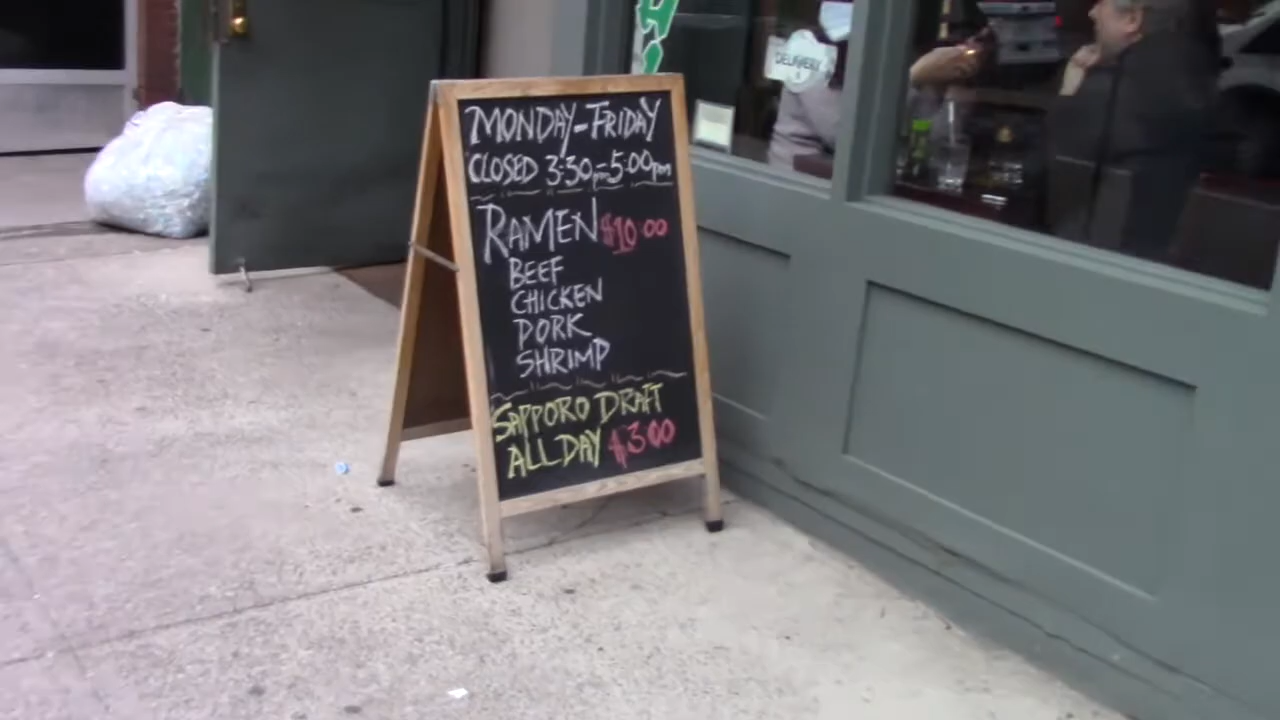 MONDAY-FRIDAY
CLOSED 3:30pm-5:00pm
RAMEN $10.00
BEEF
CHICKEN
PORK
SHRIMP
SAPPORO DRAFT
ALL DAY $3.00
DELIVERY